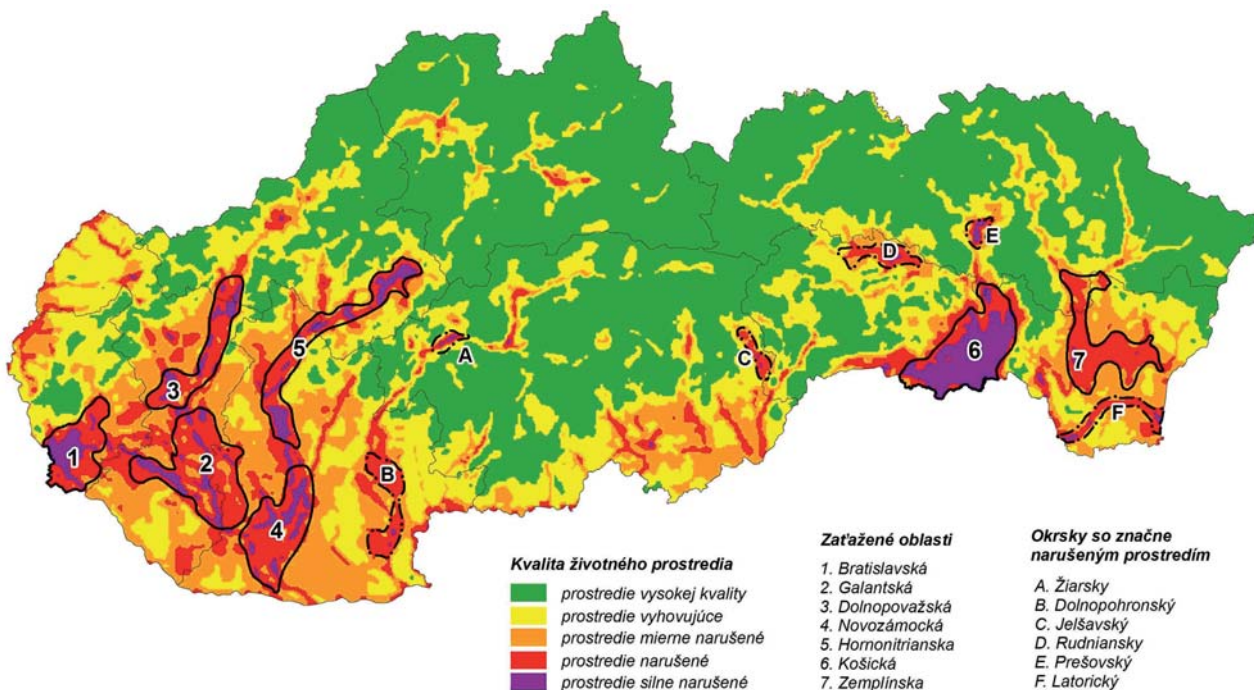 A
B
C
D
E
F
1
2
3
4
5
6
7
Kvalita životného prostredia
prostredie vysokej kvality
prostredie vyhovujúce
prostredie mierne narušené
prostredie narušené
prostredie silne narušené
Zaťažené oblasti
1. Bratislavská
2. Galantská
3. Dolnopovažská
4. Novozámocká
5. Hornonitrianska
6. Košická
7. Zemplínska
Okrsky so značne
narušeným prostredím
A. Žiarsky
B. Dolnopohronský
C. Jelšavský
D. Rudniansky
E. Prešovský
F. Latorický